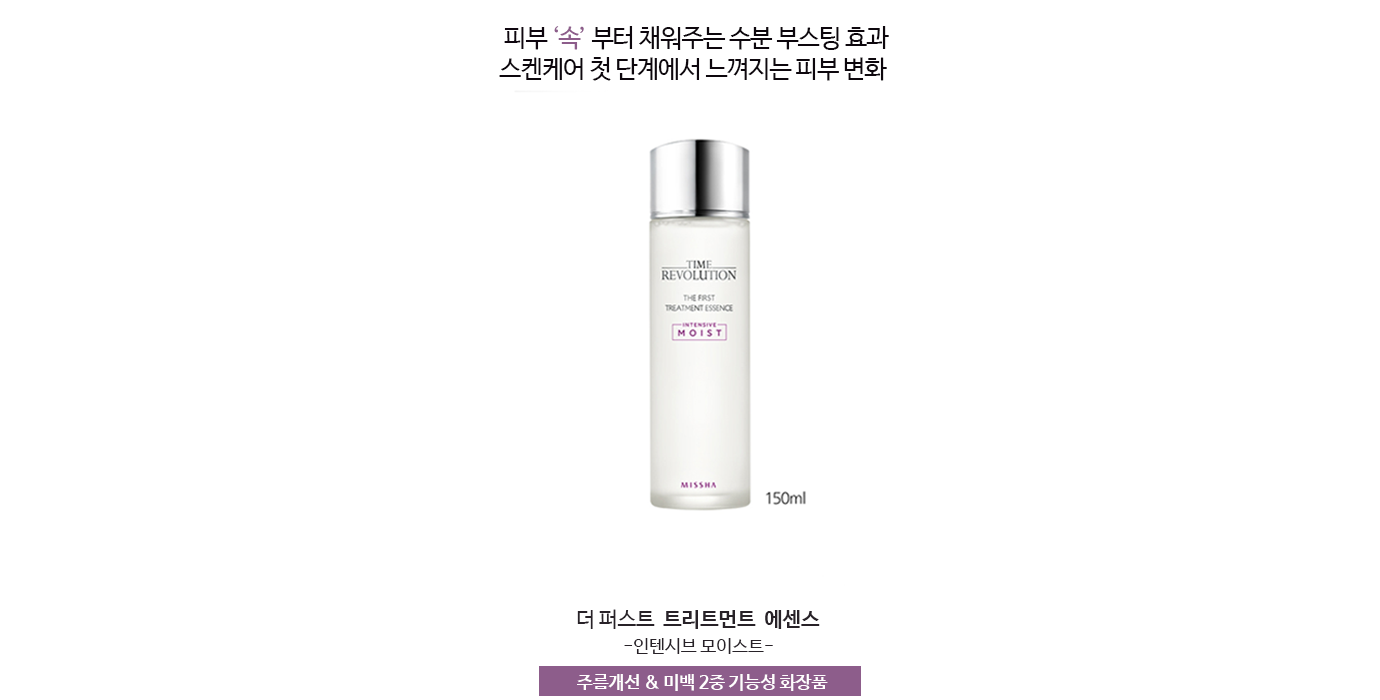 피부 ‘속’ 부터 채워주는 수분 부스팅 효과
스켄케어 첫 단계에서 느껴지는 피부 변화
TIME
REVOLUTION
THE FIRST
TREATMENT ESSENCE
INTENSIVE
MOIST
MISSHA
150ml
더 퍼스트 트리트먼트 에센스
-인텐시브 모이스트-
주름개선 & 미백 2중 기능성 화장품